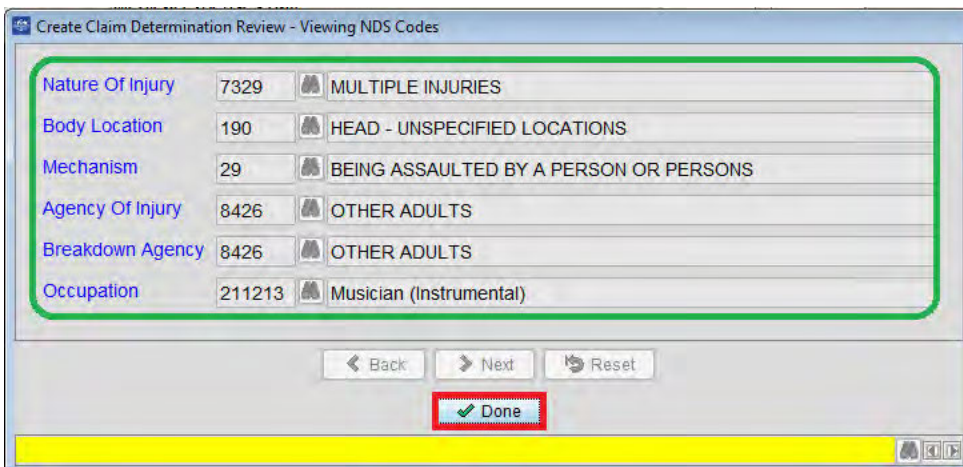 Create Claim Determination Review - Viewing NDS Codes
Nature Of Injury 7329 MULTIPLE INJURIES
Body Location 190 HEAD - UNSPECIFIED LOCATIONS
Mechanism 29 BEING ASSAULTED BY A PERSON OR PERSONS
Agency Of Injury 8426 OTHER ADULTS
Breakdown Agency 8426 OTHER ADULTS
Occupation 211213 Musician (Instrumental)
Back Next Reset
Done